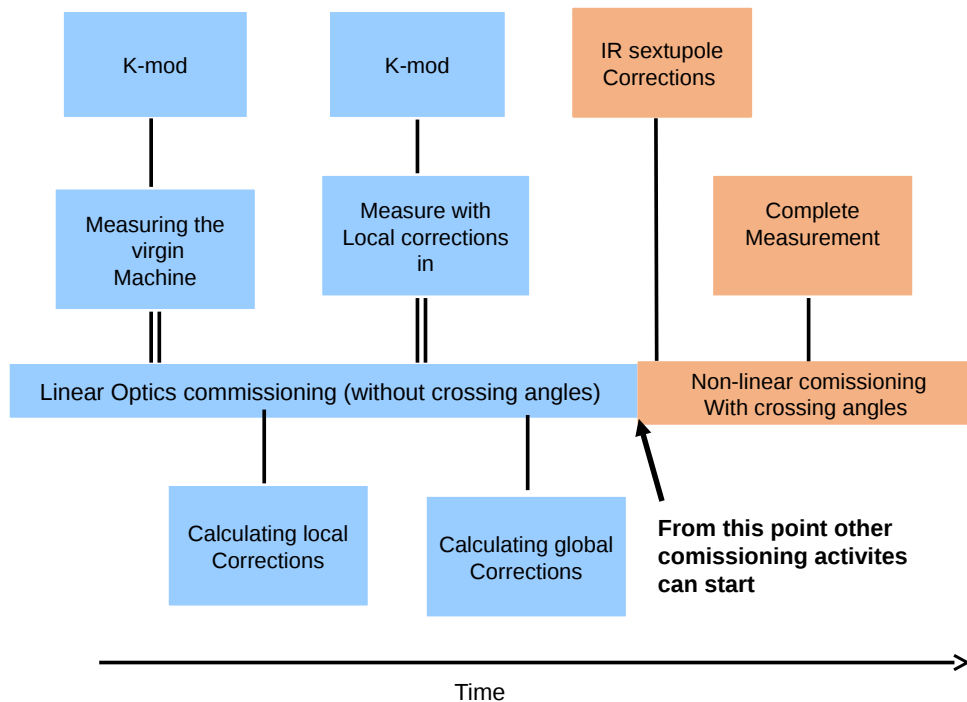 K-mod
K-mod
IR sextupole
Corrections
Measuring the
virgin
Machine
Measure with
Local corrections
in
Complete
Measurement
Linear Optics commissioning (without crossing angles)
Non-linear comissioning
With crossing angles
Calculating local
Corrections
Calculating global
Corrections
From this point other
comissioning activites
can start
Time